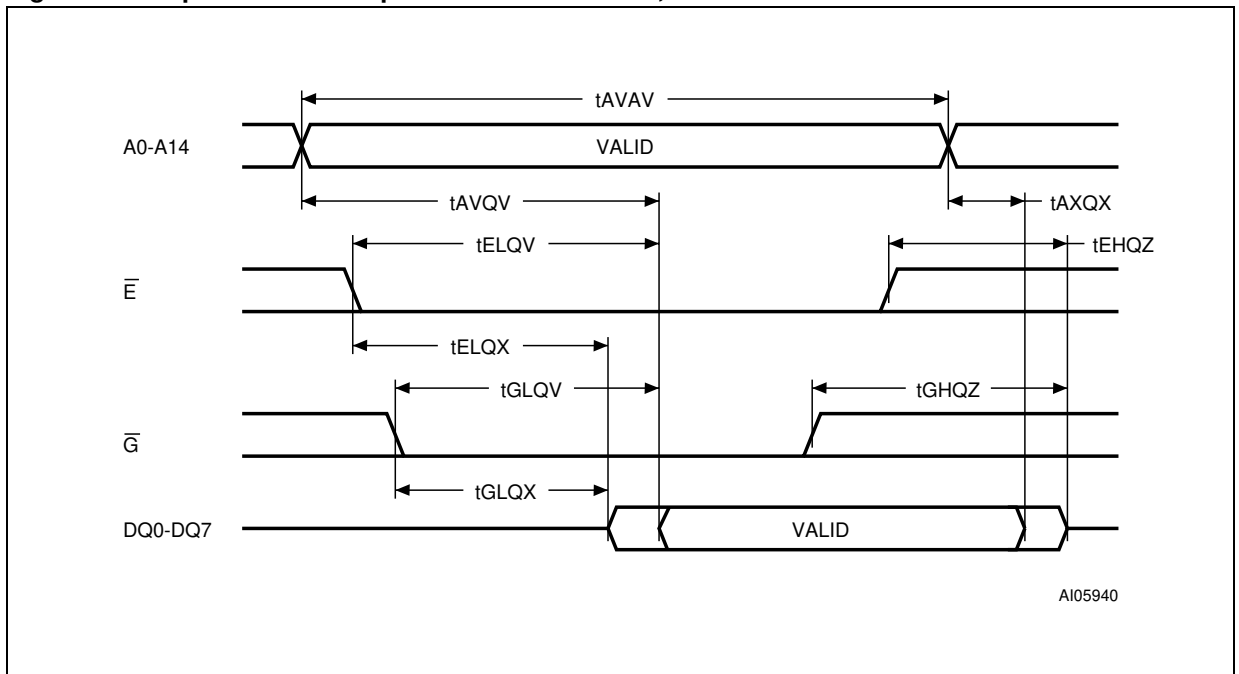 tAVAV
A0-A14
VALID
tAVQV
tAXQX
tELQV
tEHQZ
E̅
tELQX
tGLQV
tGHQZ
G̅
tGLQX
DQ0-DQ7
VALID
AI05940